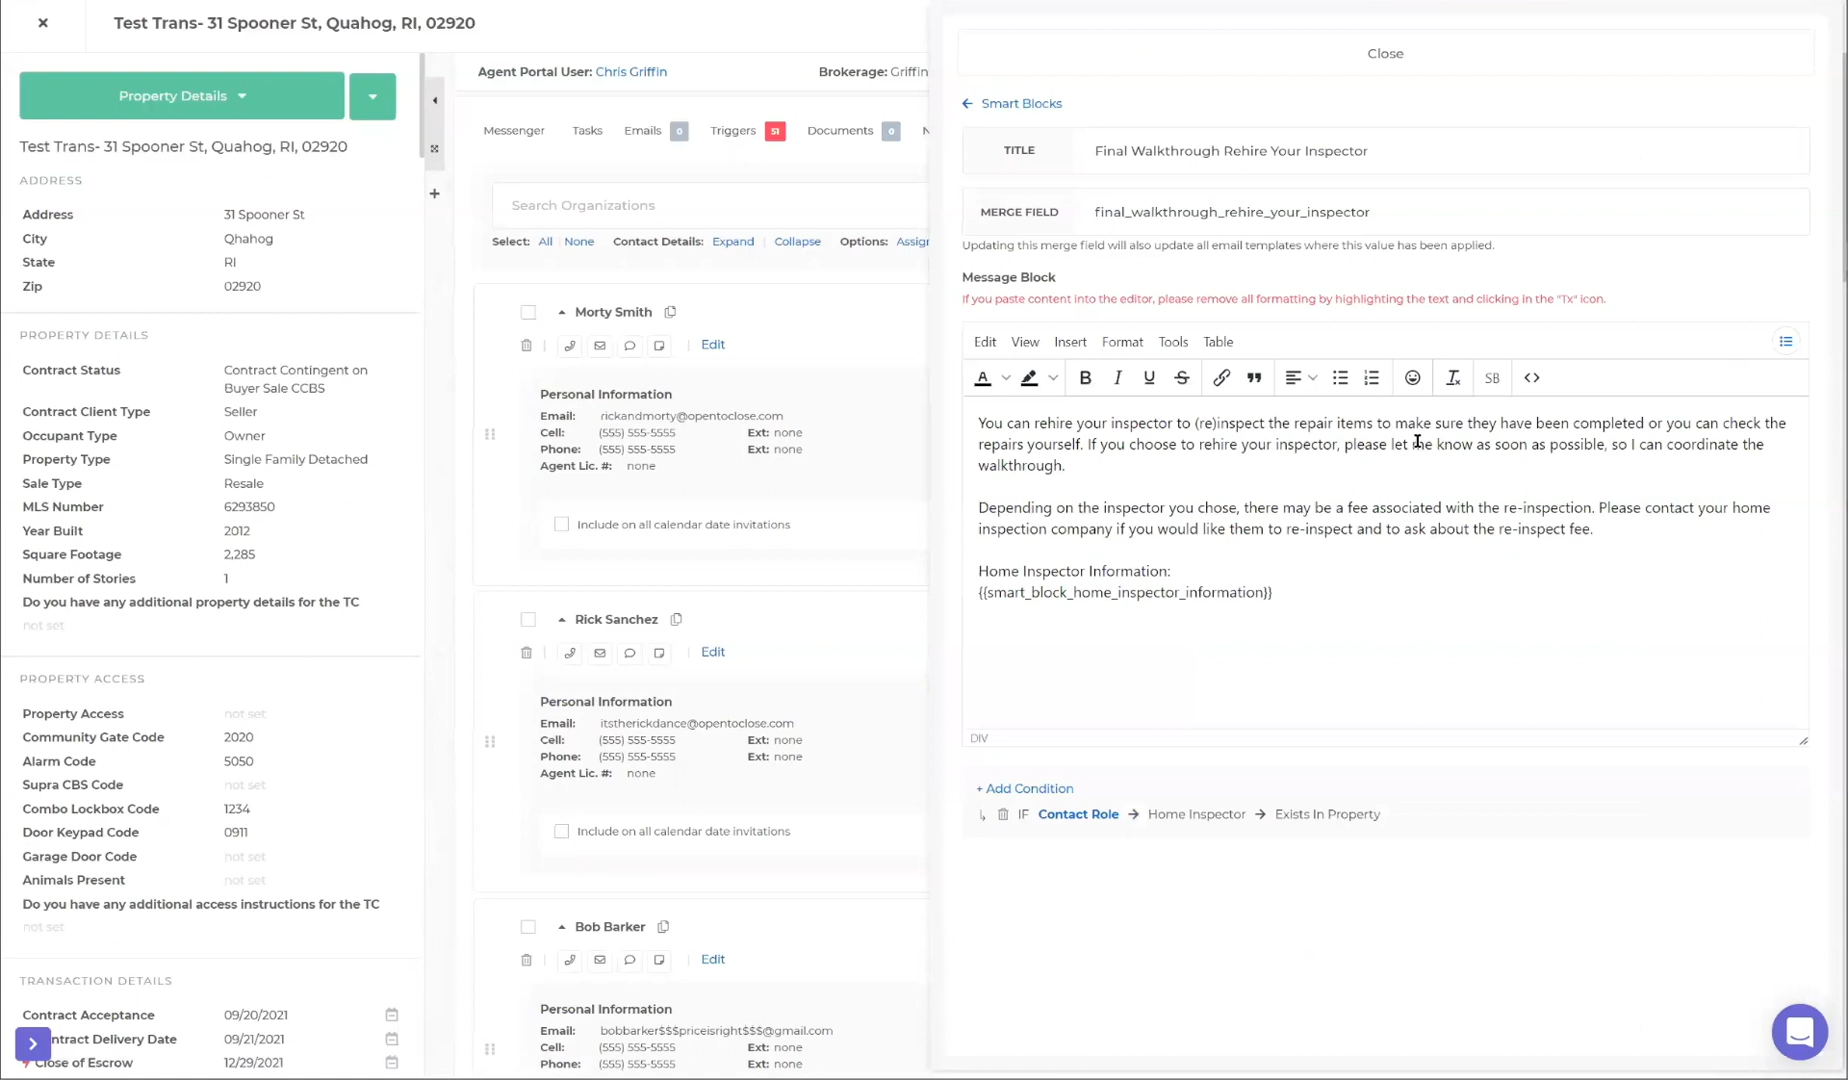 Test Trans- 31 Spooner St, Quahog, RI, 02920
Property Details
Test Trans- 31 Spooner St, Quahog, RI, 02920
ADDRESS
Address 31 Spooner St
City Qhahog
State RI
Zip 02920
PROPERTY DETAILS
Contract Status Contract Contingent on
Buyer Sale CCBS
Contract Client Type Seller
Occupant Type Owner
Property Type Single Family Detached
Sale Type Resale
MLS Number 6293850
Year Built 2012
Square Footage 2,285
Number of Stories 1
Do you have any additional property details for the TC
not set
PROPERTY ACCESS
Property Access not set
Community Gate Code 2020
Alarm Code 5050
Supra CBS Code not set
Combo Lockbox Code 1234
Door Keypad Code 0911
Garage Door Code not set
Animals Present not set
Do you have any additional access instructions for the TC
not set
TRANSACTION DETAILS
Contract Acceptance 09/20/2021
ntract Delivery Date 09/21/2021
Close of Escrow 12/29/2021
Agent Portal User: Chris Griffin Brokerage: Griffin
Messenger Tasks Emails 0 Triggers 51 Documents 0 N
Search Organizations
Select: All None Contact Details: Expand Collapse Options: Assig
Morty Smith
Edit
Personal Information
Email: rickandmorty@opentoclose.com
Cell: (555) 555-5555 Ext: none
Phone: (555) 555-5555 Ext: none
Agent Lic. #: none
Include on all calendar date invitations
Rick Sanchez
Edit
Personal Information
Email: itstherickdance@opentoclose.com
Cell: (555) 555-5555 Ext: none
Phone: (555) 555-5555 Ext: none
Agent Lic. #: none
Include on all calendar date invitations
Bob Barker
Edit
Personal Information
Email: bobbarker$$$priceisright$$$@gmail.com
Cell: (555) 555-5555 Ext: none
Phone: (555) 555-5555 Ext: none
Close
Smart Blocks
TITLE Final Walkthrough Rehire Your Inspector
MERGE FIELD final_walkthrough_rehire_your_inspector
Updating this merge field will also update all email templates where this value has been applied.
Message Block
If you paste content into the editor, please remove all formatting by highlighting the text and clicking in the "Tx" icon.
Edit View Insert Format Tools Table
A B I U S SB
You can rehire your inspector to (re)inspect the repair items to make sure they have been completed or you can check the
repairs yourself. If you choose to rehire your inspector, please let me know as soon as possible, so I can coordinate the
walkthrough.
Depending on the inspector you chose, there may be a fee associated with the re-inspection. Please contact your home
inspection company if you would like them to re-inspect and to ask about the re-inspect fee.
Home Inspector Information:
{{smart_block_home_inspector_information}}
DIV
+ Add Condition
IF Contact Role → Home Inspector → Exists In Property